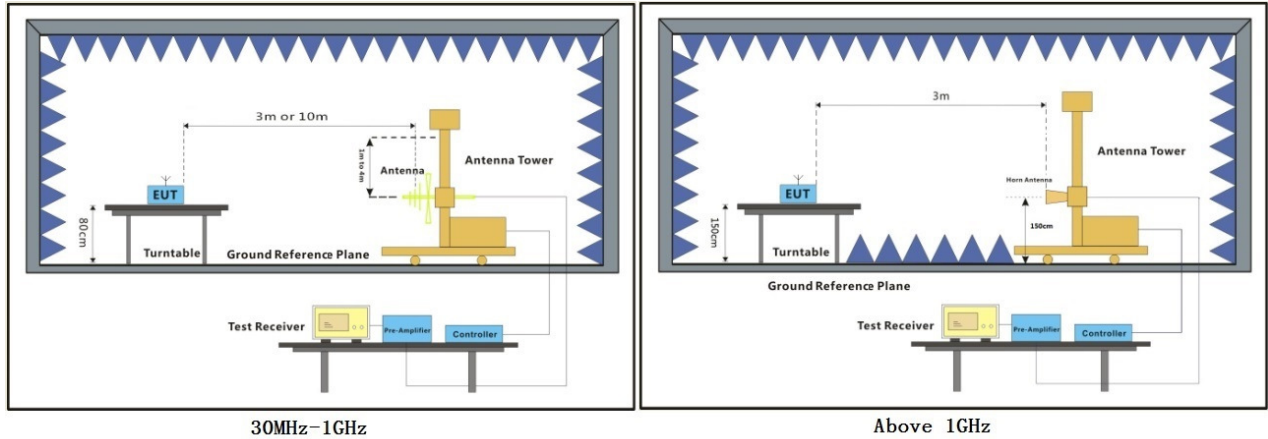 3m or 10m
1m to 4m
Antenna
Antenna Tower
EUT
80cm
Turntable
Ground Reference Plane
Test Receiver
Pre-Amplifier
Controller
30MHz-1GHz
3m
Antenna Tower
Horn Antenna
EUT
150cm
150cm
Turntable
Ground Reference Plane
Test Receiver
Pre-Amplifier
Controller
Above 1GHz